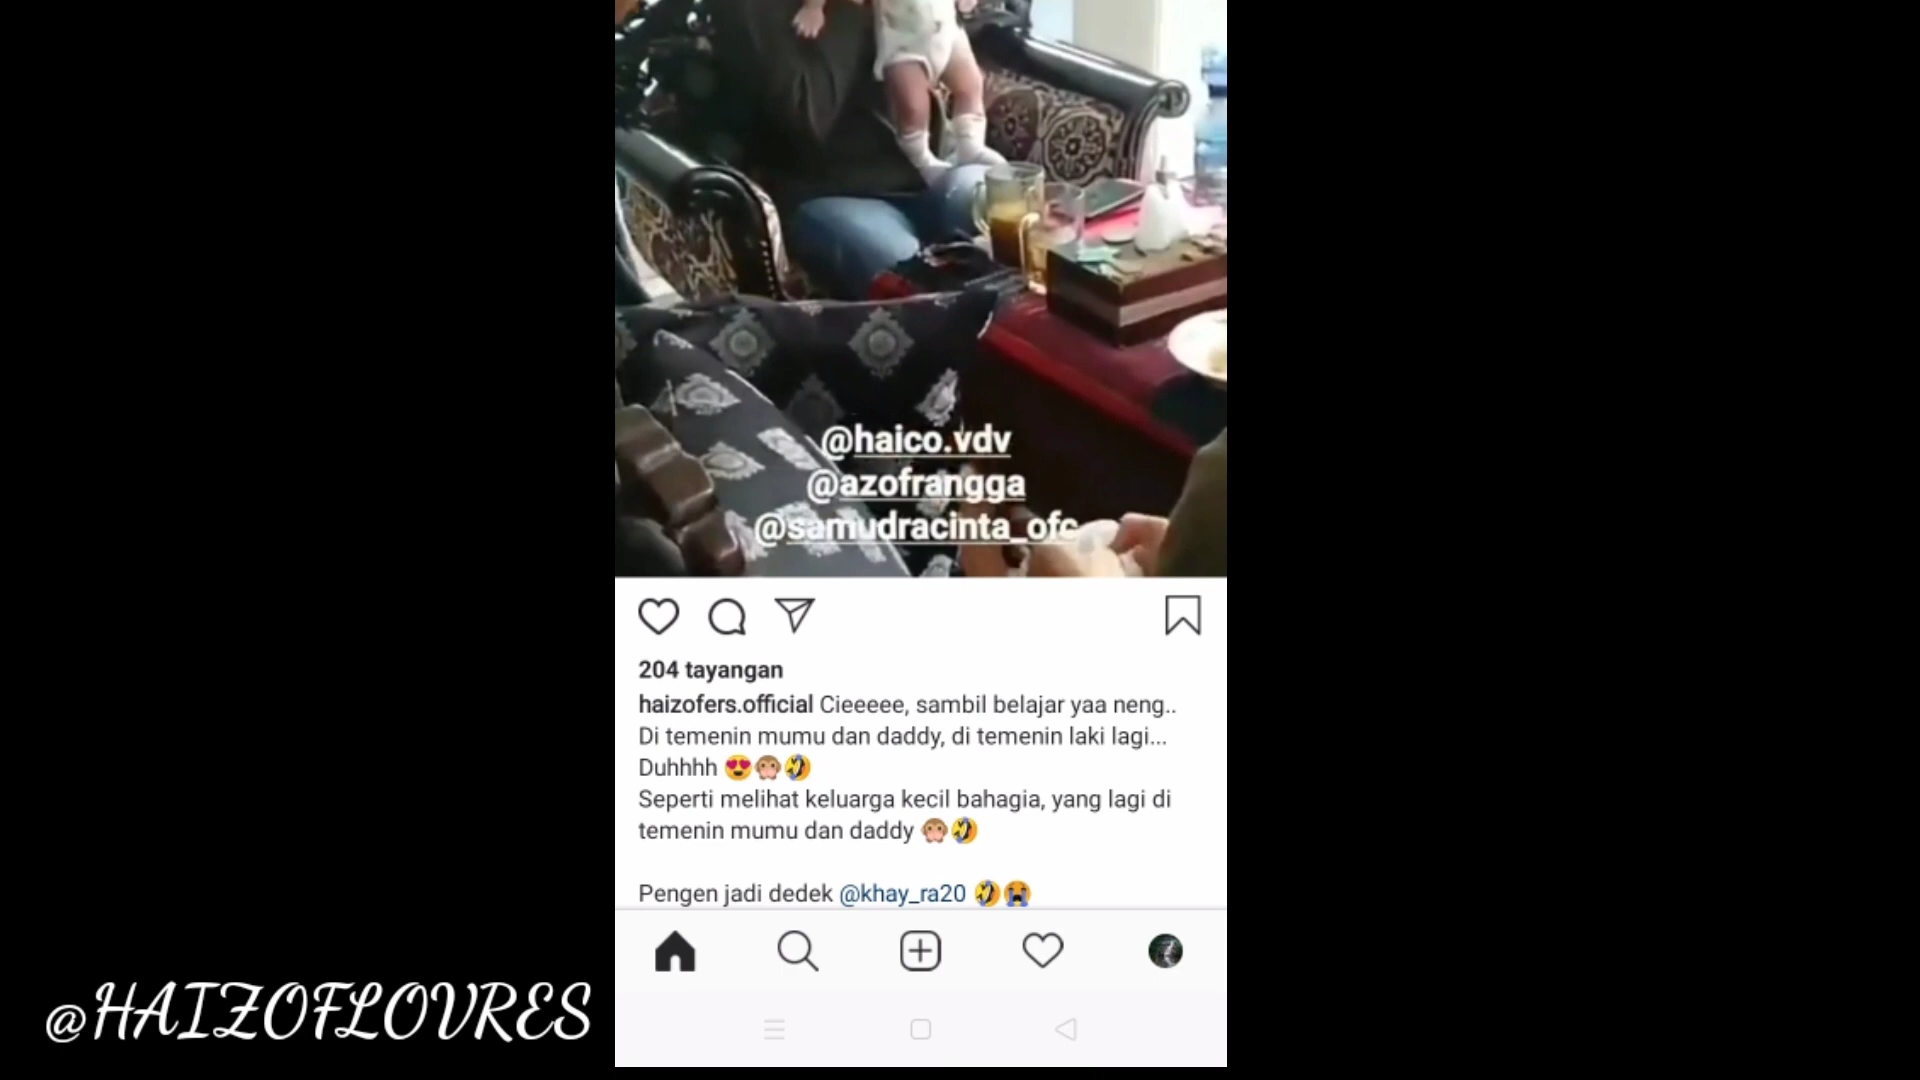 @haico.vdv
@azofrangga
@samudracinta_ofc
204 tayangan
haizofers.official Cieeeee, sambil belajar yaa neng..
Di temenin mumu dan daddy, di temenin laki lagi...
Duhhhh 😍🙊🤣
Seperti melihat keluarga kecil bahagia, yang lagi di
temenin mumu dan daddy 🙊🤣
Pengen jadi dedek @khay_ra20 🤣😭
@HAIZOFLOVRES